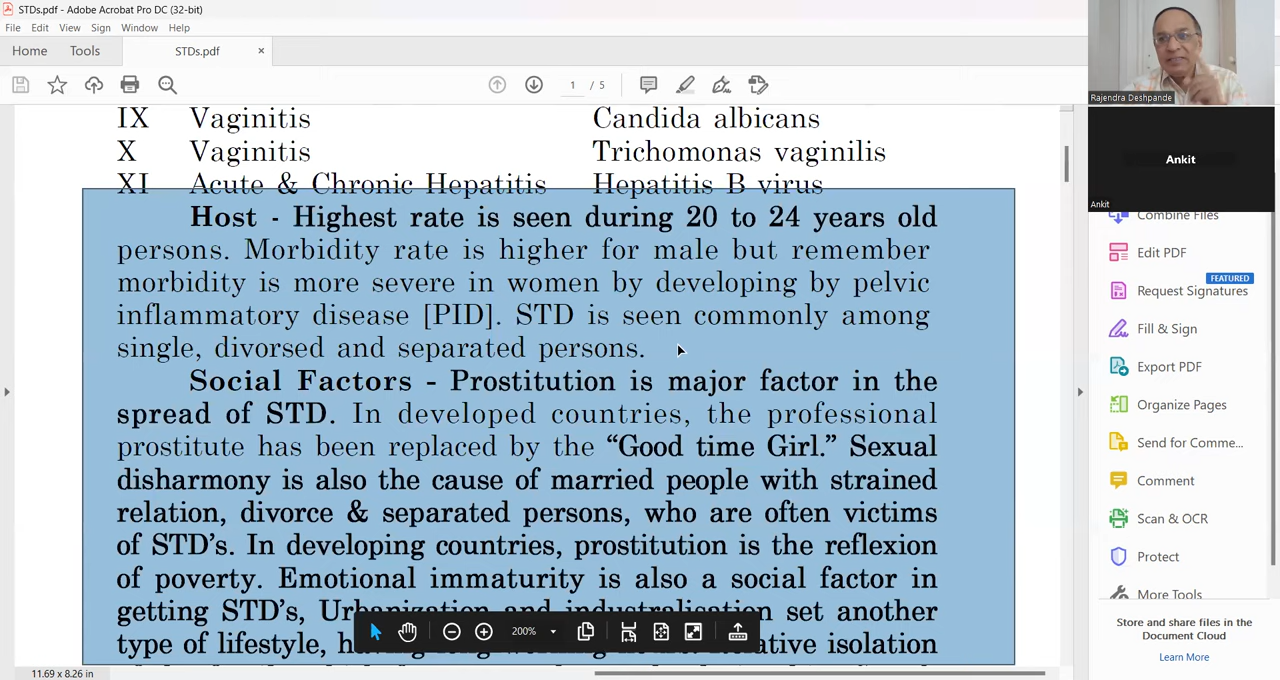 STDs.pdf - Adobe Acrobat Pro DC (32-bit)
File Edit View Sign Window Help
Home Tools STDs.pdf ×
1 / 5
IX Vaginitis Candida albicans
X Vaginitis Trichomonas vaginilis
XI Acute & Chronic Hepatitis Hepatitis B virus
Host - Highest rate is seen during 20 to 24 years old
persons. Morbidity rate is higher for male but remember
morbidity is more severe in women by developing by pelvic
inflammatory disease [PID]. STD is seen commonly among
single, divorsed and separated persons.
Social Factors - Prostitution is major factor in the
spread of STD. In developed countries, the professional
prostitute has been replaced by the “Good time Girl.” Sexual
disharmony is also the cause of married people with strained
relation, divorce & separated persons, who are often victims
of STD’s. In developing countries, prostitution is the reflexion
of poverty. Emotional immaturity is also a social factor in
getting STD’s, Urbanization and industralisation set another
type of lifestyle, isolation
200%
11.69 x 8.26 in
Rajendra Deshpande
Ankit
Ankit
Combine Files
Edit PDF
FEATURED
Request Signatures
Fill & Sign
Export PDF
Organize Pages
Send for Comme...
Comment
Scan & OCR
Protect
More Tools
Store and share files in the
Document Cloud
Learn More